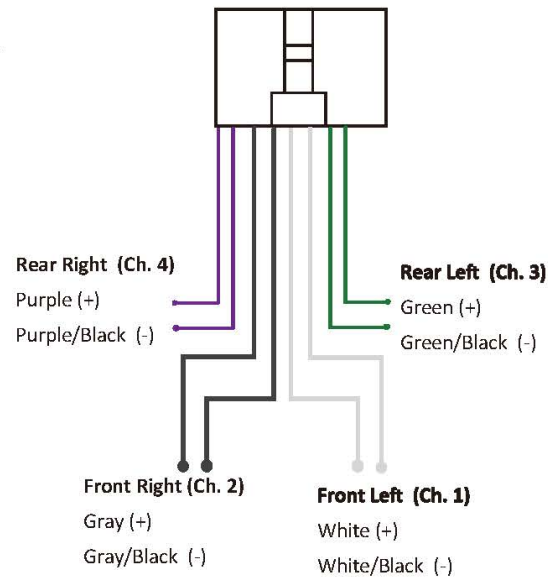 Rear Right (Ch. 4)
Purple (+)
Purple/Black (-)
Rear Left (Ch. 3)
Green (+)
Green/Black (-)
Front Right (Ch. 2)
Gray (+)
Gray/Black (-)
Front Left (Ch. 1)
White (+)
White/Black (-)